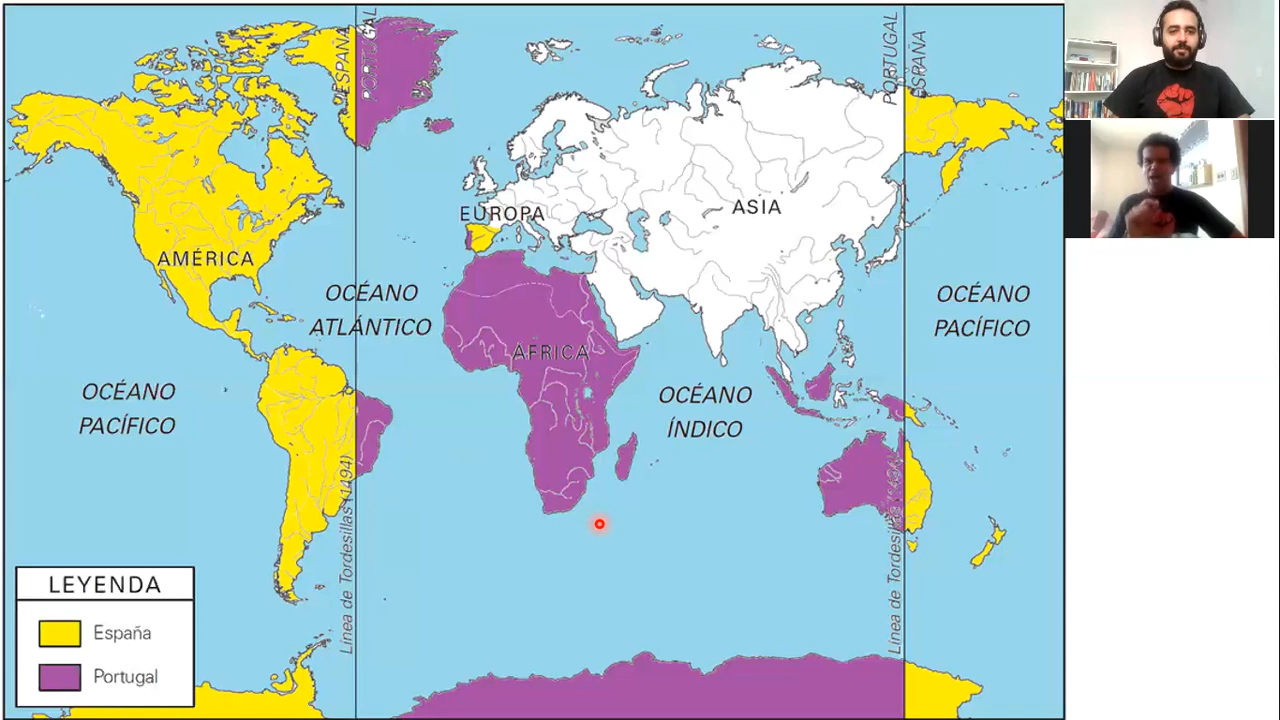 ESPAÑA
PORTUGAL
PORTUGAL
ESPAÑA
EUROPA
ASIA
AMÉRICA
OCÉANO
ATLÁNTICO
OCÉANO
PACÍFICO
ÁFRICA
OCÉANO
PACÍFICO
OCÉANO
ÍNDICO
Línea de Tordesillas (1494)
Línea de Tordesillas (1494)
LEYENDA
España
Portugal